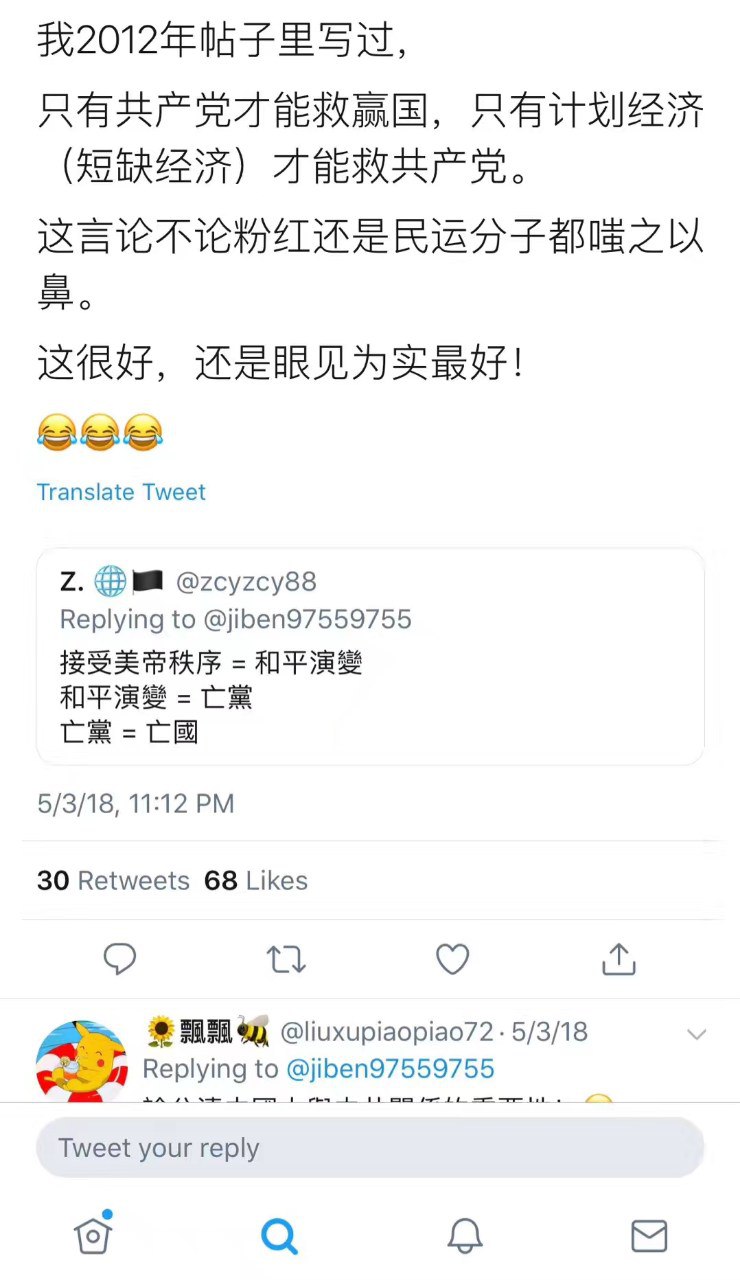 我2012年帖子里写过，
只有共产党才能救赢国，只有计划经济
（短缺经济）才能救共产党。
这言论不论粉红还是民运分子都嗤之以
鼻。
这很好，还是眼见为实最好！
😂😂😂
Translate Tweet
Z. 🌐🏴 @zcyzcy88
Replying to @jiben97559755
接受美帝秩序 = 和平演變
和平演變 = 亡黨
亡黨 = 亡國
5/3/18, 11:12 PM
30 Retweets 68 Likes
🌻飄飄🐝 @liuxupiaopiao72 · 5/3/18
Replying to @jiben97559755
Tweet your reply